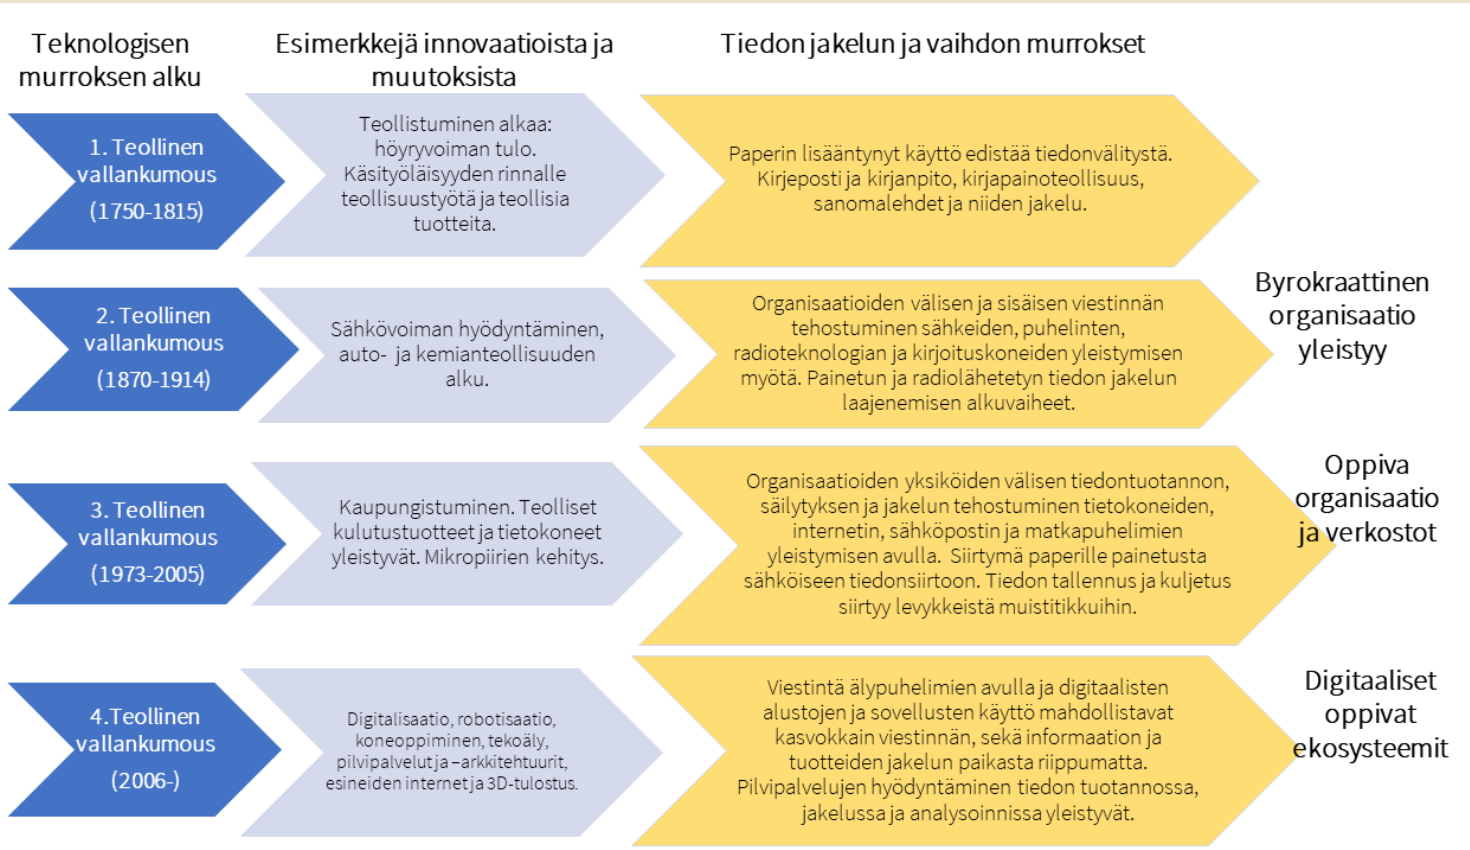 Teknologisen
murroksen alku
Esimerkkejä innovaatioista ja
muutoksista
Tiedon jakelun ja vaihdon murrokset
1. Teollinen
vallankumous
(1750-1815)
Teollistuminen alkaa:
höyryvoiman tulo.
Käsityöläisyyden rinnalle
teollisuustyötä ja teollisia
tuotteita.
Paperin lisääntynyt käyttö edistää tiedonvälitystä.
Kirjeposti ja kirjanpito, kirjapainoteollisuus,
sanomalehdet ja niiden jakelu.
2. Teollinen
vallankumous
(1870-1914)
Sähkövoiman hyödyntäminen,
auto- ja kemianteollisuuden
alku.
Organisaatioiden välisen ja sisäisen viestinnän
tehostuminen sähkeiden, puhelinten,
radioteknologian ja kirjoituskoneiden yleistymisen
myötä. Painetun ja radiolähetetyn tiedon jakelun
laajenemisen alkuvaiheet.
Byrokraattinen
organisaatio
yleistyy
3. Teollinen
vallankumous
(1973-2005)
Kaupungistuminen. Teolliset
kulutustuotteet ja tietokoneet
yleistyvät. Mikropiirien kehitys.
Organisaatioiden yksiköiden välisen tiedontuotannon,
säilytyksen ja jakelun tehostuminen tietokoneiden,
internetin, sähköpostin ja matkapuhelimien
yleistymisen avulla. Siirtymä paperille painetusta
sähköiseen tiedonsiirtoon. Tiedon tallennus ja kuljetus
siirtyy levykkeistä muistitikkuihin.
Oppiva
organisaatio
ja verkostot
4.Teollinen
vallankumous
(2006-)
Digitalisaatio, robotisaatio,
koneoppiminen, tekoäly,
pilvipalvelut ja –arkkitehtuurit,
esineiden internet ja 3D-tulostus.
Viestintä älypuhelimien avulla ja digitaalisten
alustojen ja sovellusten käyttö mahdollistavat
kasvokkain viestinnän, sekä informaation ja
tuotteiden jakelun paikasta riippumatta.
Pilvipalvelujen hyödyntäminen tiedon tuotannossa,
jakelussa ja analysoinnissa yleistyvät.
Digitaaliset
oppivat
ekosysteemit